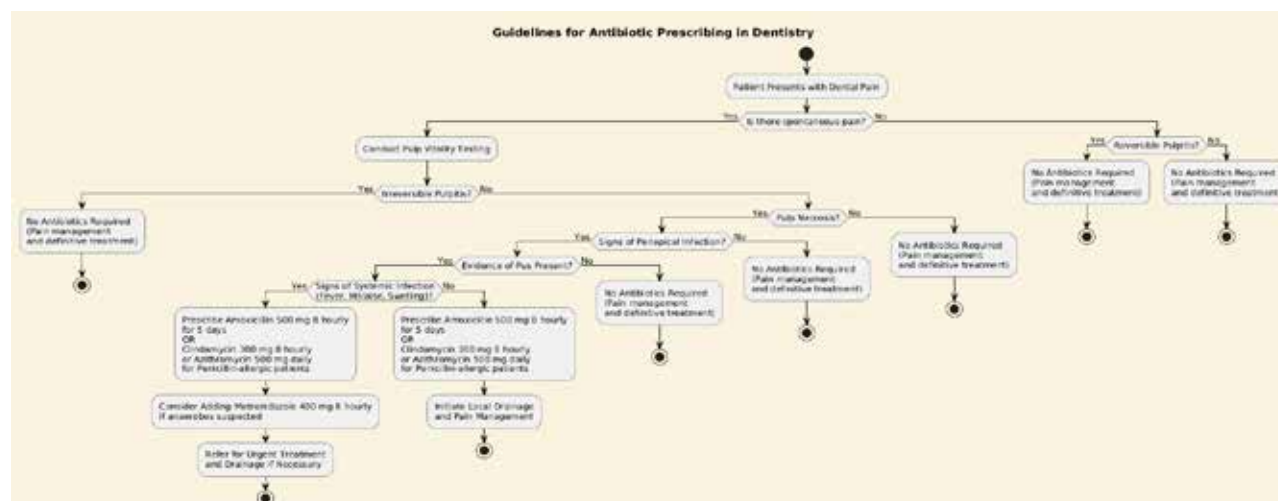 Guidelines for Antibiotic Prescribing in Dentistry
Patient Presents with Dental Pain
Yes
Is there spontaneous pain?
No
Conduct Pulp Vitality Testing
Yes
Reversible Pulpitis?
No
No Antibiotics Required
(Pain management
and definitive treatment)
No Antibiotics Required
(Pain management
and definitive treatment)
Yes
Irreversible Pulpitis?
No
No Antibiotics Required
(Pain management
and definitive treatment)
Yes
Pulp Necrosis?
No
No Antibiotics Required
(Pain management
and definitive treatment)
Yes
Signs of Periapical Infection?
No
No Antibiotics Required
(Pain management
and definitive treatment)
Yes
Evidence of Pus Present?
No
No Antibiotics Required
(Pain management
and definitive treatment)
Yes
Signs of Systemic Infection
(Fever, Malaise, Swelling)?
No
Prescribe Amoxicillin 500 mg 8 hourly
for 5 days
OR
Clindamycin 300 mg 8 hourly
or Azithromycin 500 mg daily
for Penicillin-allergic patients
Prescribe Amoxicillin 500 mg 8 hourly
for 5 days
OR
Clindamycin mg hourly
or Azithromycin 500 mg daily
for Penicillin-allergic patients
Consider Adding Metronidazole 400 mg 8 hourly
if anaerobes suspected
Initiate Local Drainage
and Pain Management
Refer for Urgent Treatment
and Drainage if Necessary